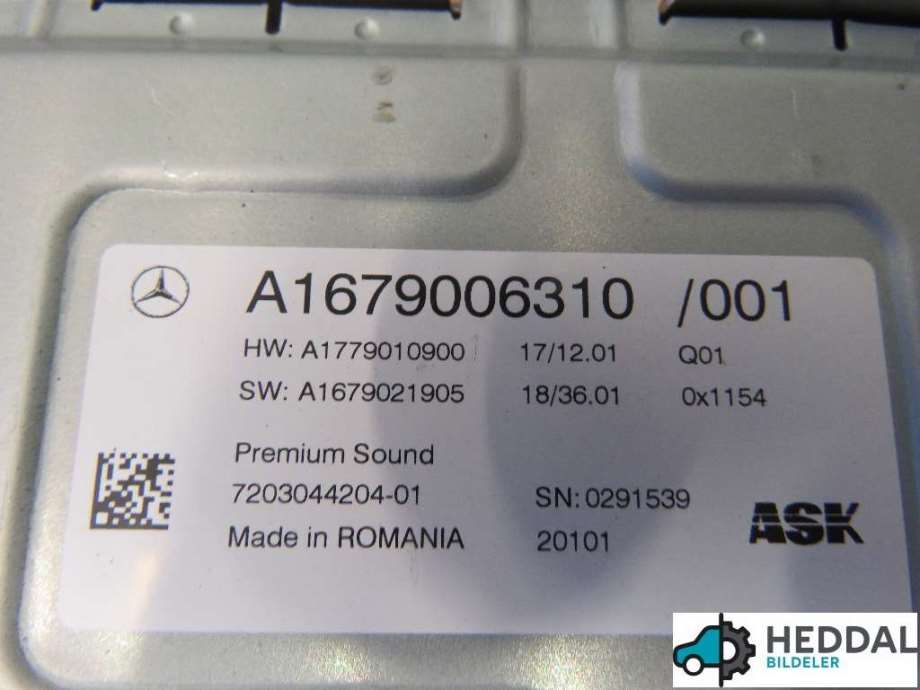 A1679006310 /001
HW: A1779010900 17/12.01 Q01
SW: A1679021905 18/36.01 0x1154
Premium Sound
7203044204-01 SN: 0291539
Made in ROMANIA 20101
ASK
HEDDAL
BILDELER